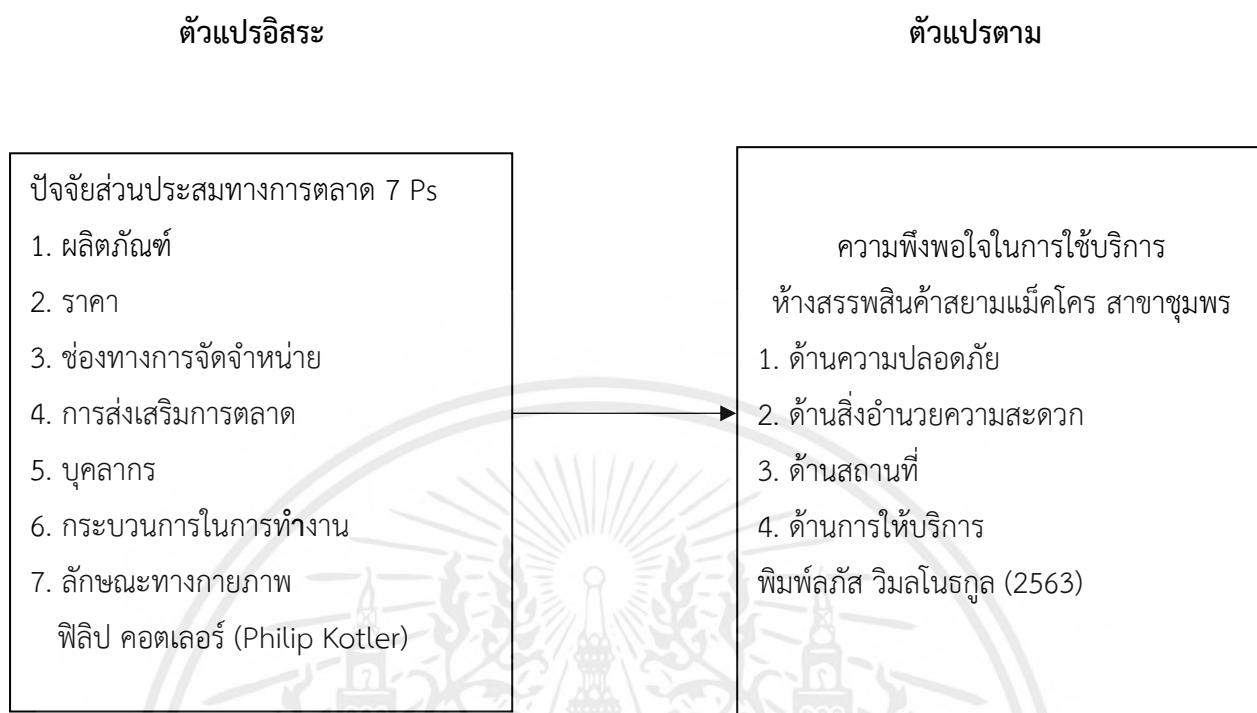 ตัวแปรอิสระ
ตัวแปรตาม
ปัจจัยส่วนประสมทางการตลาด 7 Ps
1. ผลิตภัณฑ์
2. ราคา
3. ช่องทางการจัดจำหน่าย
4. การส่งเสริมการตลาด
5. บุคลากร
6. กระบวนการในการทำงาน
7. ลักษณะทางกายภาพ
ฟิลิป คอตเลอร์ (Philip Kotler)
ความพึงพอใจในการใช้บริการ
ห้างสรรพสินค้าสยามแม็คโคร สาขาชุมพร
1. ด้านความปลอดภัย
2. ด้านสิ่งอำนวยความสะดวก
3. ด้านสถานที่
4. ด้านการให้บริการ
พิมพ์ลภัส วิมลโนธกูล (2563)